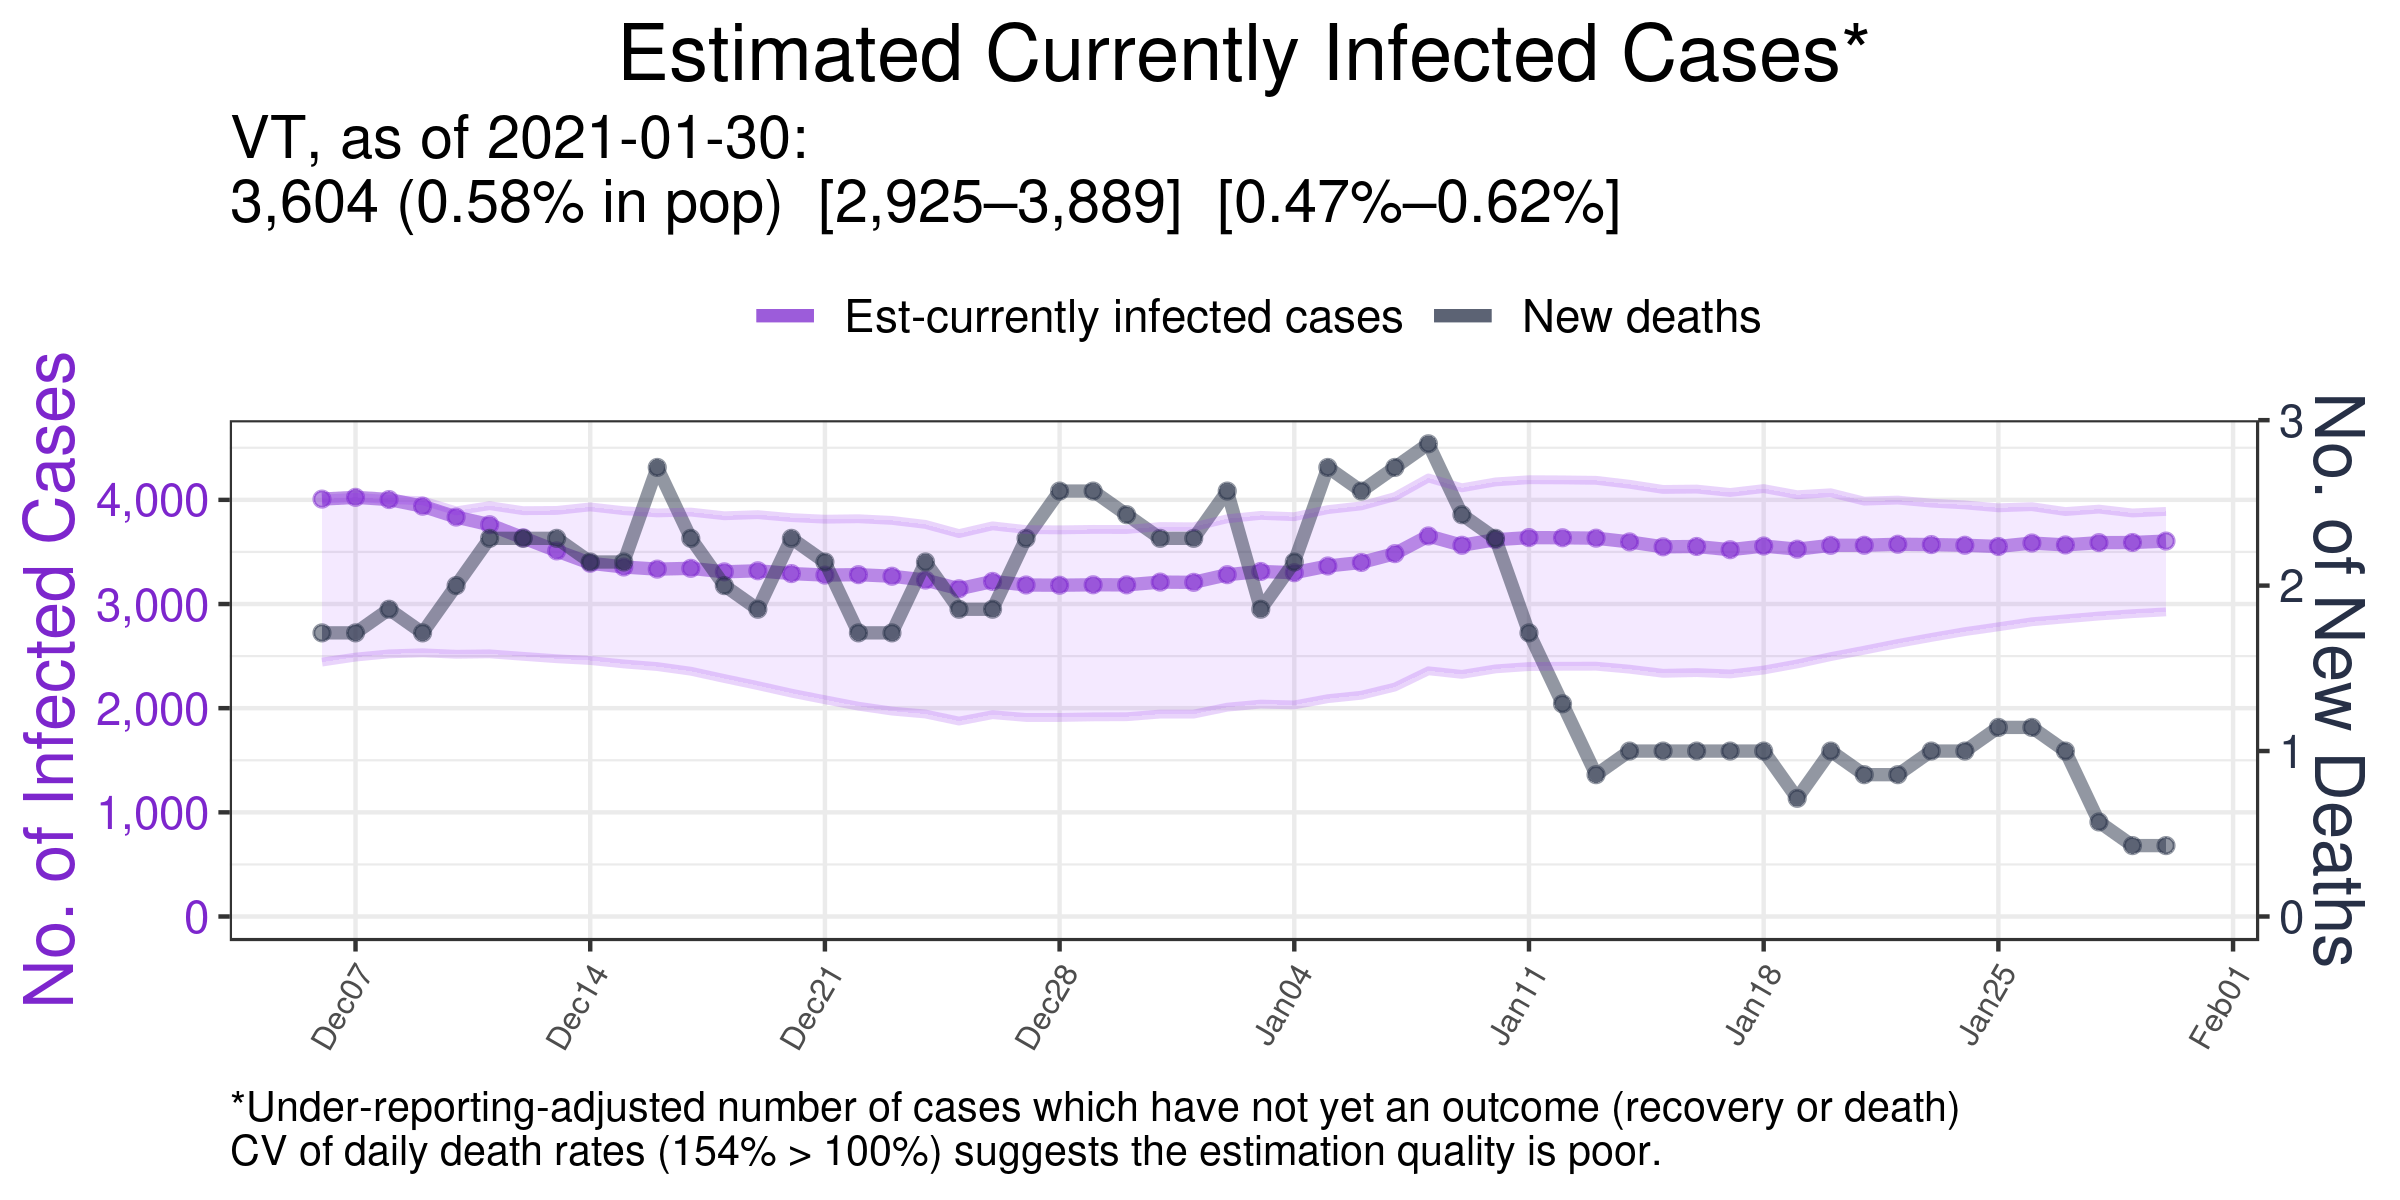 Estimated Currently Infected Cases*
VT, as of 2021-01-30:
3,604 (0.58% in pop)  [2,925–3,889]  [0.47%–0.62%]
Est-currently infected cases
New deaths
No. of Infected Cases
4,000
3,000
2,000
1,000
0
3
2
1
0
No. of New Deaths
Dec07
Dec14
Dec21
Dec28
Jan04
Jan11
Jan18
Jan25
Feb01
*Under-reporting-adjusted number of cases which have not yet an outcome (recovery or death)
CV of daily death rates (154% > 100%) suggests the estimation quality is poor.